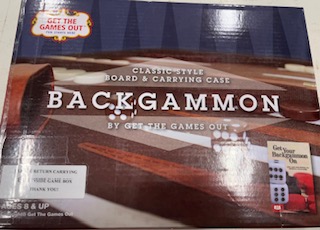 GET THE
GAMES OUT
CLASSIC STYLE
BOARD & CARRYING CASE
BACKGAMMON
BY GET THE GAMES OUT
Get
Your
Backgammon
On
RETURN CARRYING
GAME BOX
THANK YOU!
AGES 8 & UP
Get The Games Out